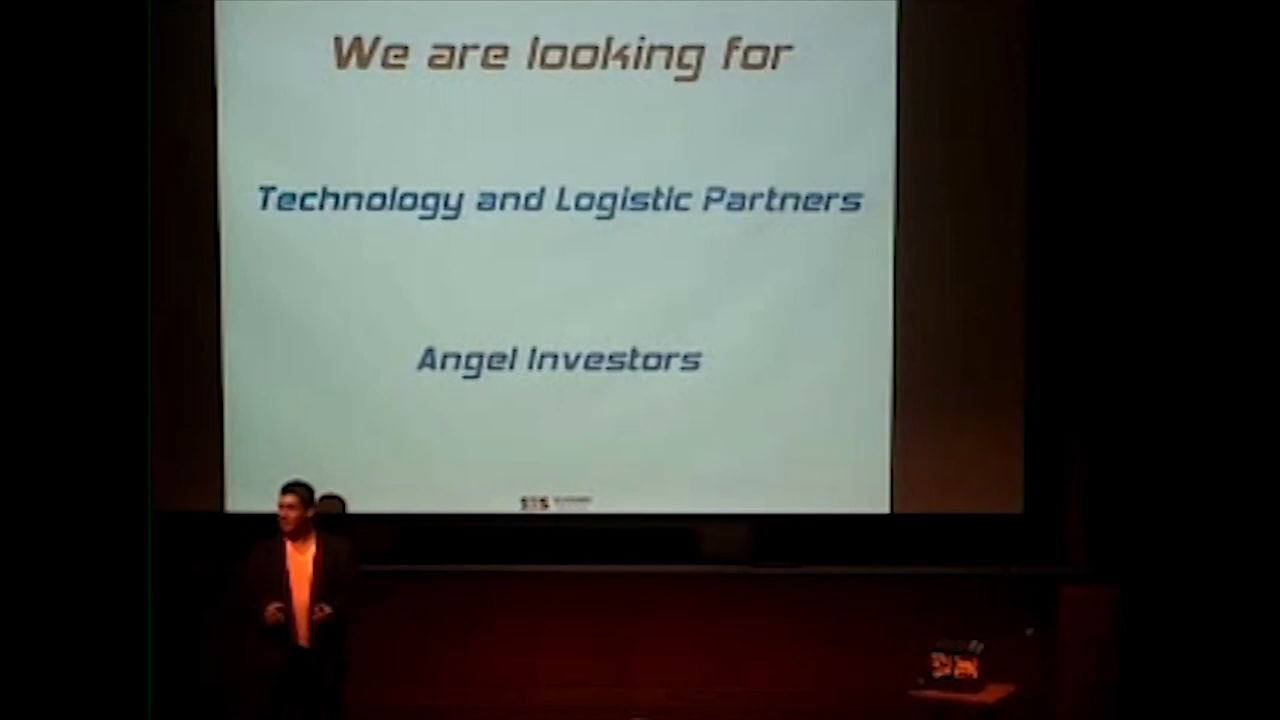 We are looking for
Technology and Logistic Partners
Angel Investors